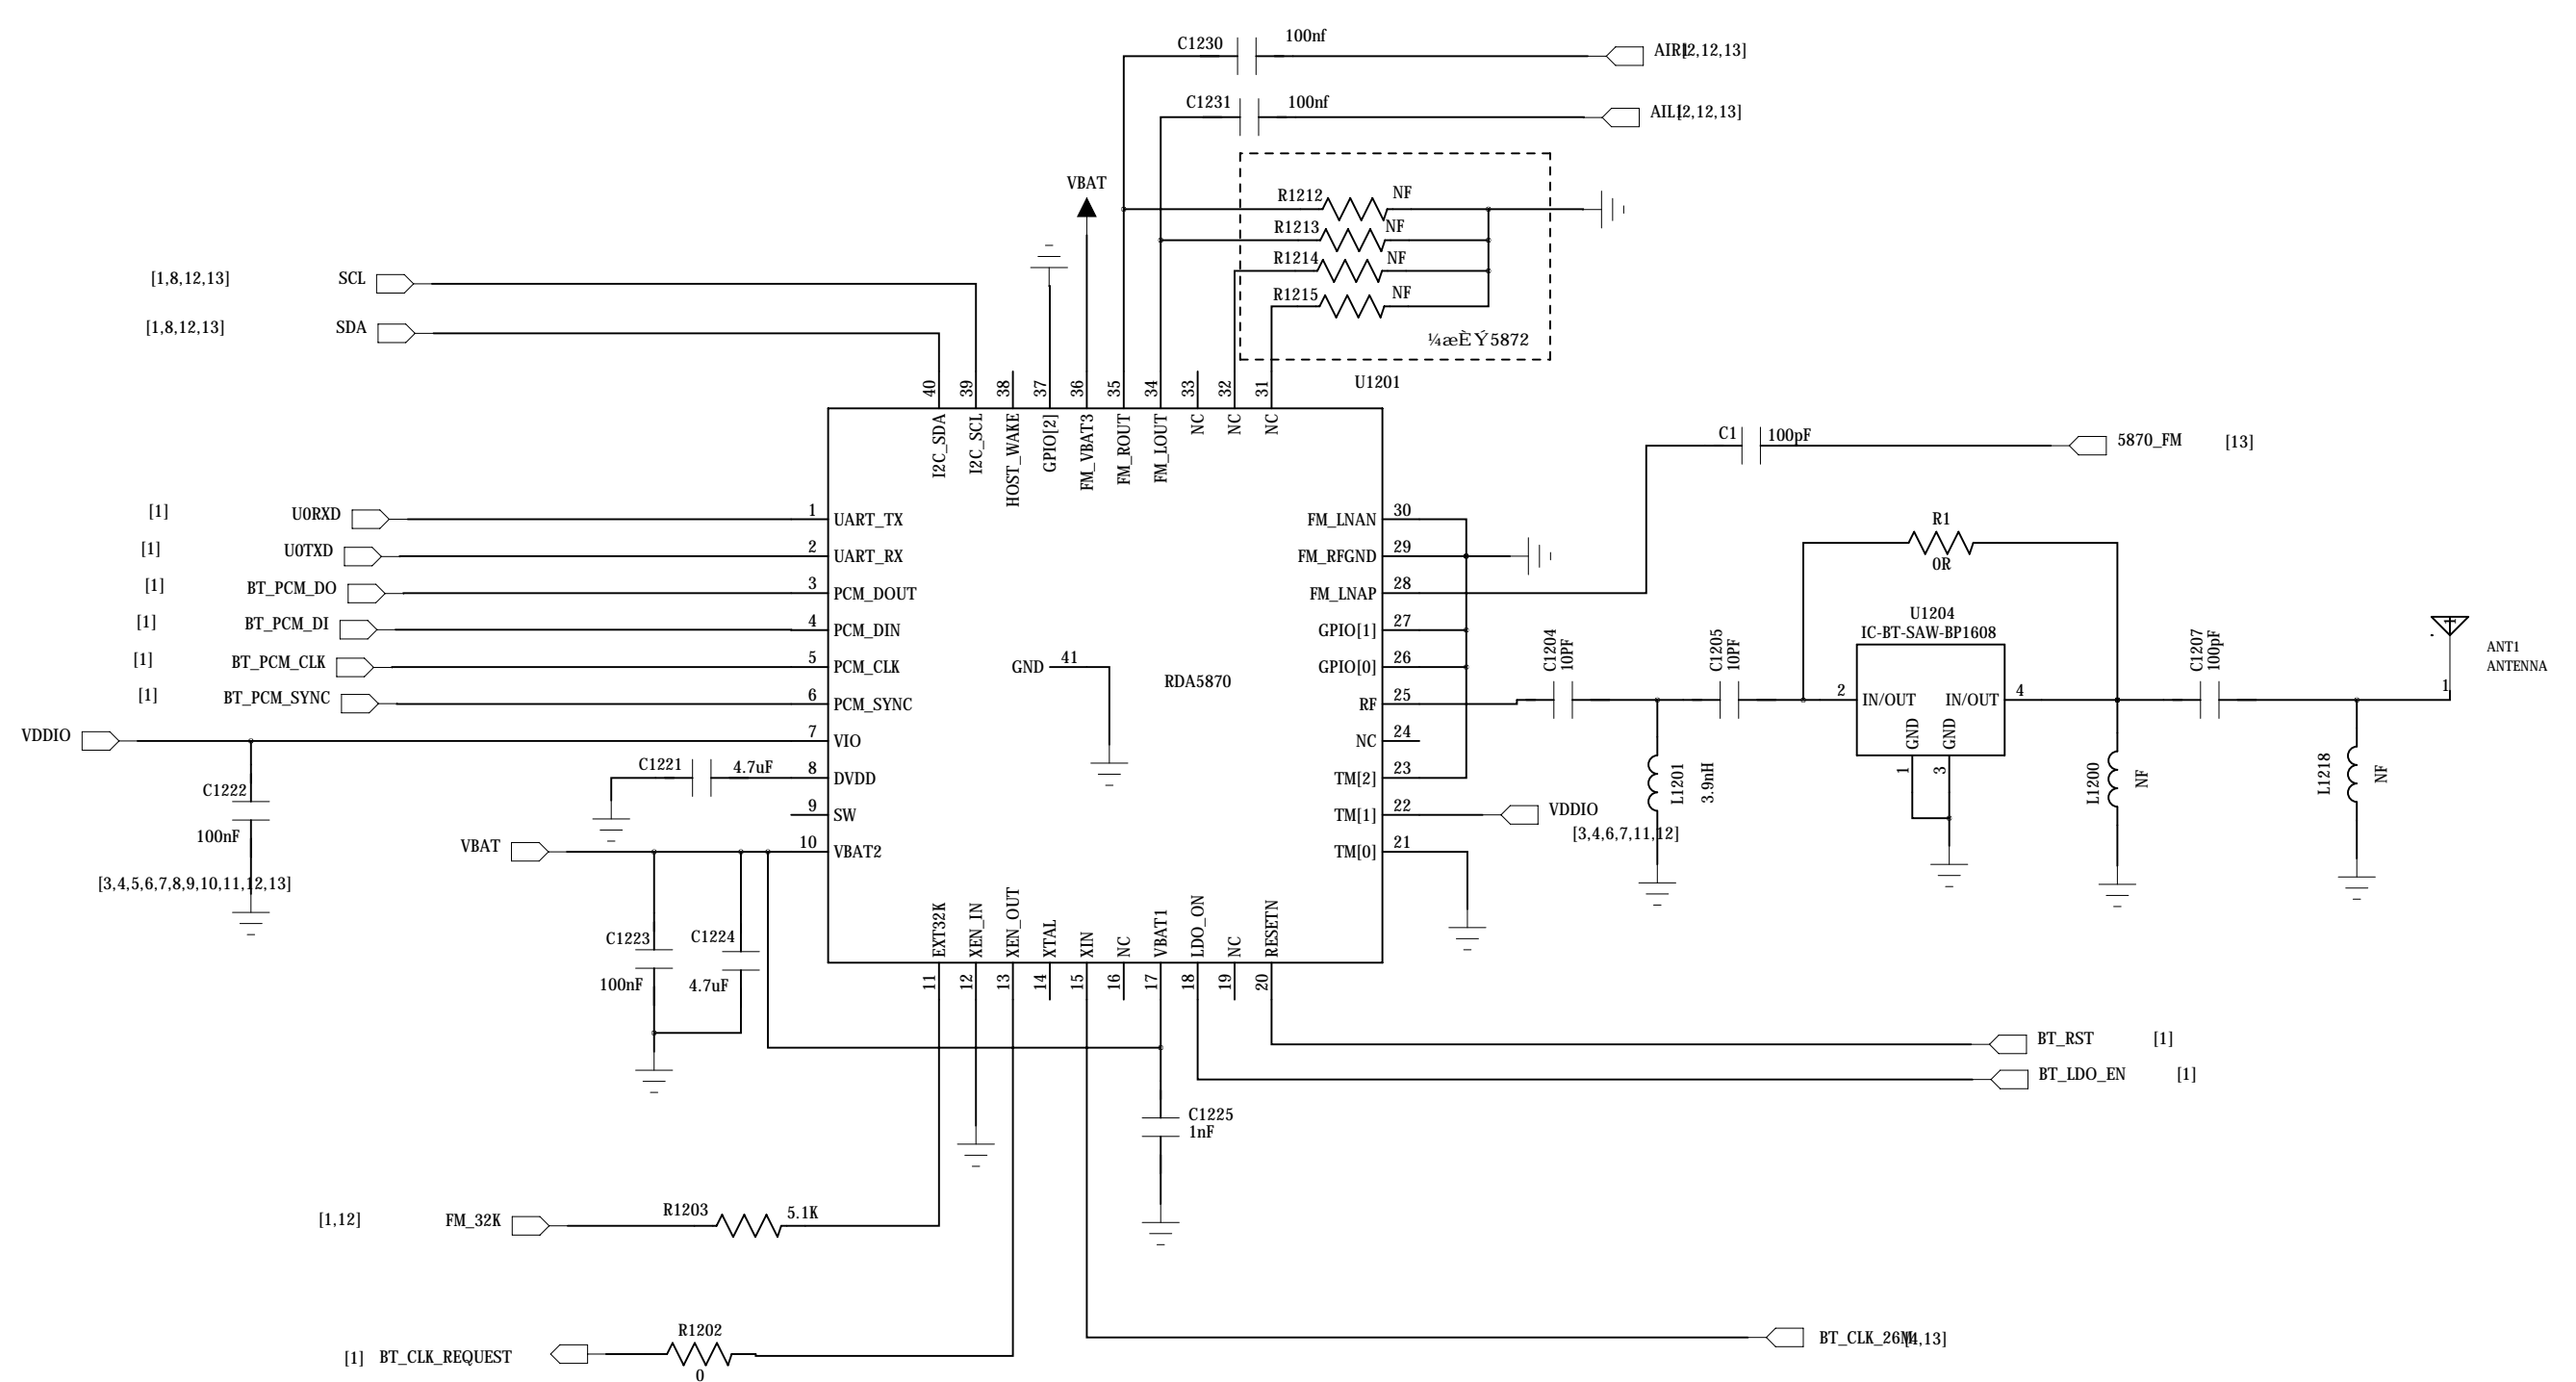 C1230 100nf AIR1 [2,12,13]
C1231 100nf AIL1 [2,12,13]
VBAT
R1212 NF
R1213 NF
R1214 NF
R1215 NF
¼æÈÝ5872
U1201
[1,8,12,13] SCL
[1,8,12,13] SDA
40 39 38 37 36 35 34 33 32 31
I2C_SDA
I2C_SCL
HOST_WAKE
GPIO[2]
FM_VBAT3
FM_ROUT
FM_LOUT
NC
NC
NC
C1 100pF 5870_FM [13]
[1] U0RXD 1 UART_TX
[1] U0TXD 2 UART_RX
[1] BT_PCM_DO 3 PCM_DOUT
[1] BT_PCM_DI 4 PCM_DIN
[1] BT_PCM_CLK 5 PCM_CLK
[1] BT_PCM_SYNC 6 PCM_SYNC
VDDIO 7 VIO
C1221 4.7uF 8 DVDD
9 SW
VBAT 10 VBAT2
C1222
100nF
[3,4,5,6,7,8,9,10,11,12,13]
C1223
100nF
C1224
4.7uF
GND 41
RDA5870
FM_LNAN 30
FM_RFGND 29
FM_LNAP 28
GPIO[1] 27
GPIO[0] 26
RF 25
NC 24
TM[2] 23
TM[1] 22 VDDIO
[3,4,6,7,11,12]
TM[0] 21
C1204
10PF
L1201
3.9nH
C1205
10PF
R1
0R
U1204
IC-BT-SAW-BP1608
2 IN/OUT IN/OUT 4
GND GND
1 3
L1200
NF
C1207
100pF
L1218
NF
1
ANT1
ANTENNA
EXT32K
XEN_IN
XEN_OUT
XTAL
XIN
NC
VBAT1
LDO_ON
NC
RESETN
11 12 13 14 15 16 17 18 19 20
BT_RST [1]
BT_LDO_EN [1]
C1225
1nF
[1,12] FM_32K R1203 5.1K
[1] BT_CLK_REQUEST R1202
0
BT_CLK_26M [4,13]